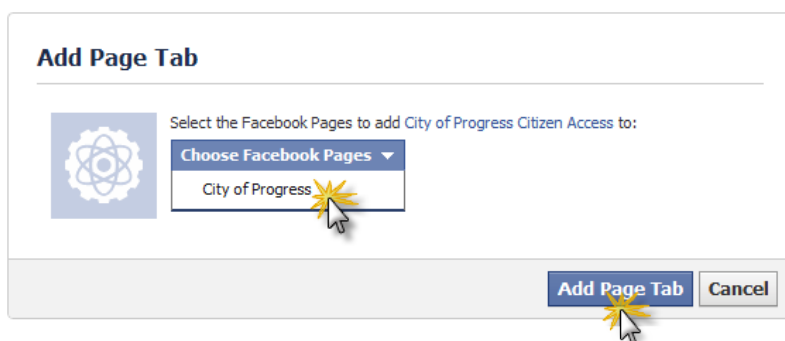 Add Page Tab
Select the Facebook Pages to add City of Progress Citizen Access to:
Choose Facebook Pages
City of Progress
Add Page Tab
Cancel